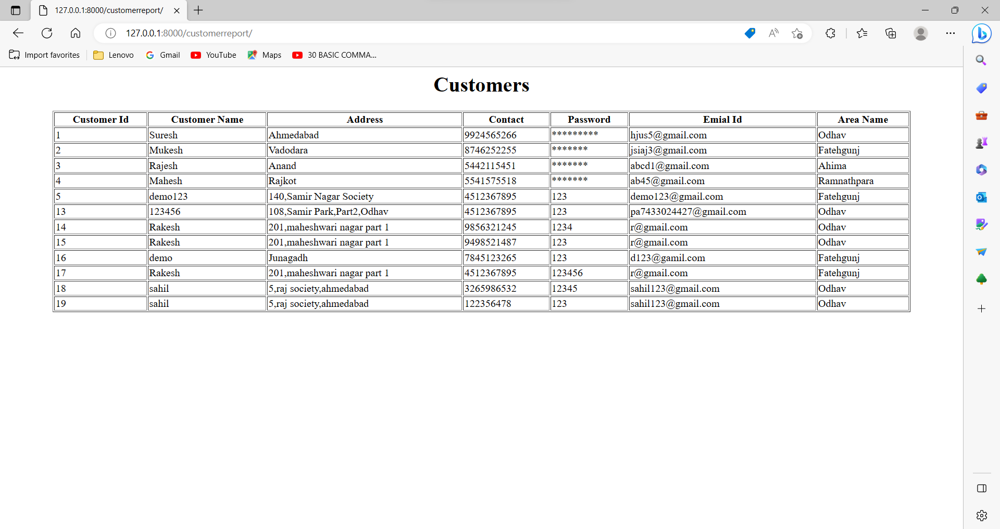 127.0.0.1:8000/customerreport/
127.0.0.1:8000/customerreport/
Import favorites Lenovo Gmail YouTube Maps 30 BASIC COMMA...
Customers
Customer Id Customer Name Address Contact Password Emial Id Area Name
1 Suresh Ahmedabad 9924565266 ********* hjus5@gmail.com Odhav
2 Mukesh Vadodara 8746252255 ******* jsiaj3@gmail.com Fatehgunj
3 Rajesh Anand 5442115451 ******* abcd1@gmail.com Ahima
4 Mahesh Rajkot 5541575518 ******* ab45@gmail.com Ramnathpara
5 demo123 140,Samir Nagar Society 4512367895 123 demo123@gmail.com Fatehgunj
13 123456 108,Samir Park,Part2,Odhav 4512367895 123 pa7433024427@gmail.com Odhav
14 Rakesh 201,maheshwari nagar part 1 9856321245 1234 r@gmail.com Odhav
15 Rakesh 201,maheshwari nagar part 1 9498521487 123 r@gmail.com Odhav
16 demo Junagadh 7845123265 123 d123@gamil.com Fatehgunj
17 Rakesh 201,maheshwari nagar part 1 4512367895 123456 r@gmail.com Fatehgunj
18 sahil 5,raj society,ahmedabad 3265986532 12345 sahil123@gmail.com Odhav
19 sahil 5,raj society,ahmedabad 122356478 123 sahil123@gmail.com Odhav